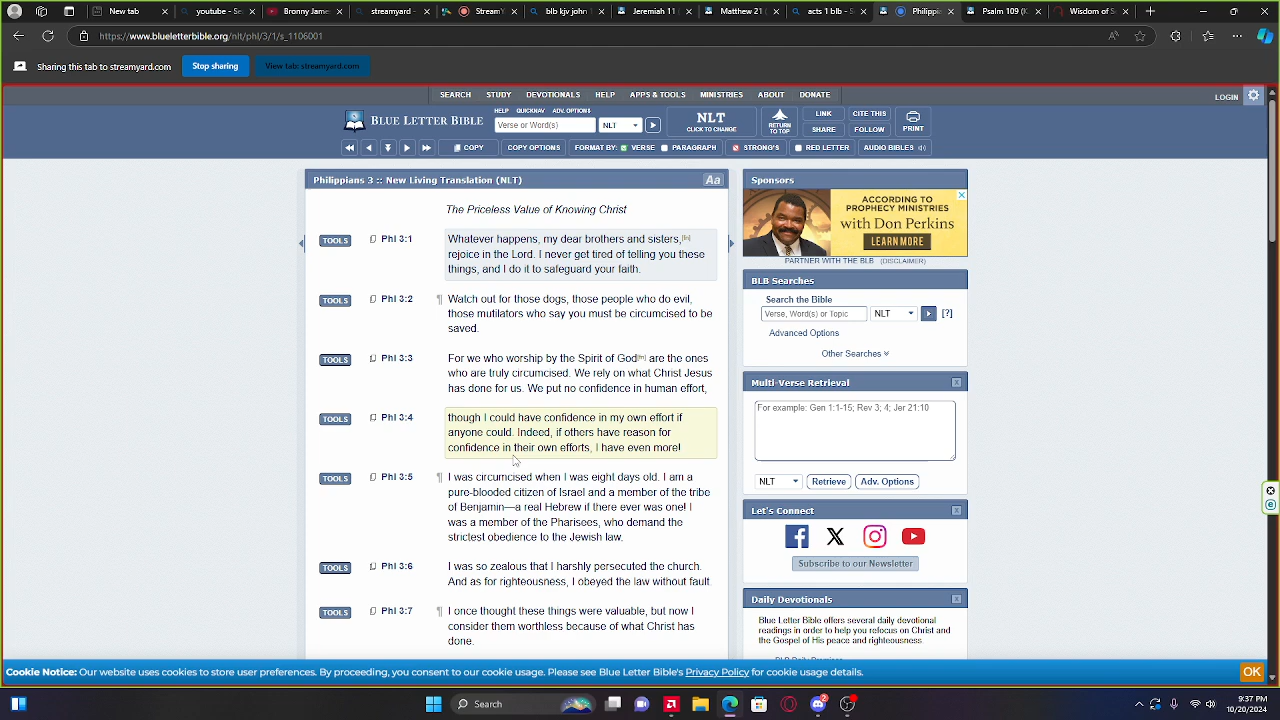 New tab
youtube - Se
Broward
streamyard -
StreamY
blb kjv john 1
Jeremiah 11 (
Matthew 21 (
acts 1 blb - S
Philippi
Psalm 109 (K
Wisdom of S
https://www.blueletterbible.org/nlt/phl/3/1/s_1106001
Sharing this tab to streamyard.com
Stop sharing
View tab: streamyard.com
SEARCH STUDY DEVOTIONALS HELP APPS & TOOLS MINISTRIES ABOUT DONATE
LOGIN
BLUE LETTER BIBLE
HELP QUICKNAV ADV. OPTIONS
Verse or Word(s)
NLT
NLT
CLICK TO CHANGE
RETURN
TO TOP
LINK
CITE THIS
SHARE
FOLLOW
PRINT
COPY
COPY OPTIONS
FORMAT BY: VERSE PARAGRAPH
STRONG'S
RED LETTER
AUDIO BIBLES
Philippians 3 :: New Living Translation (NLT)
Aa
The Priceless Value of Knowing Christ
TOOLS
Phl 3:1
Whatever happens, my dear brothers and sisters,[fn]
rejoice in the Lord. I never get tired of telling you these
things, and I do it to safeguard your faith.
TOOLS
Phl 3:2
¶ Watch out for those dogs, those people who do evil,
those mutilators who say you must be circumcised to be
saved.
TOOLS
Phl 3:3
For we who worship by the Spirit of God[fn] are the ones
who are truly circumcised. We rely on what Christ Jesus
has done for us. We put no confidence in human effort,
TOOLS
Phl 3:4
though I could have confidence in my own effort if
anyone could. Indeed, if others have reason for
confidence in their own efforts, I have even more!
TOOLS
Phl 3:5
¶ I was circumcised when I was eight days old. I am a
pure-blooded citizen of Israel and a member of the tribe
of Benjamin—a real Hebrew if there ever was one! I
was a member of the Pharisees, who demand the
strictest obedience to the Jewish law.
TOOLS
Phl 3:6
I was so zealous that I harshly persecuted the church.
And as for righteousness, I obeyed the law without fault.
TOOLS
Phl 3:7
¶ I once thought these things were valuable, but now I
consider them worthless because of what Christ has
done.
Sponsors
ACCORDING TO
PROPHECY MINISTRIES
with Don Perkins
LEARN MORE
PARTNER WITH THE BLB (DISCLAIMER)
BLB Searches
Search the Bible
Verse, Word(s) or Topic
NLT
[?]
Advanced Options
Other Searches
Multi-Verse Retrieval
For example: Gen 1:1-15; Rev 3; 4; Jer 21:10
NLT
Retrieve
Adv. Options
Let's Connect
Subscribe to our Newsletter
Daily Devotionals
Blue Letter Bible offers several daily devotional
readings in order to help you refocus on Christ and
the Gospel of His peace and righteousness.
Cookie Notice: Our website uses cookies to store user preferences. By proceeding, you consent to our cookie usage. Please see Blue Letter Bible's Privacy Policy for cookie usage details.
OK
Search
9:37 PM
10/20/2024